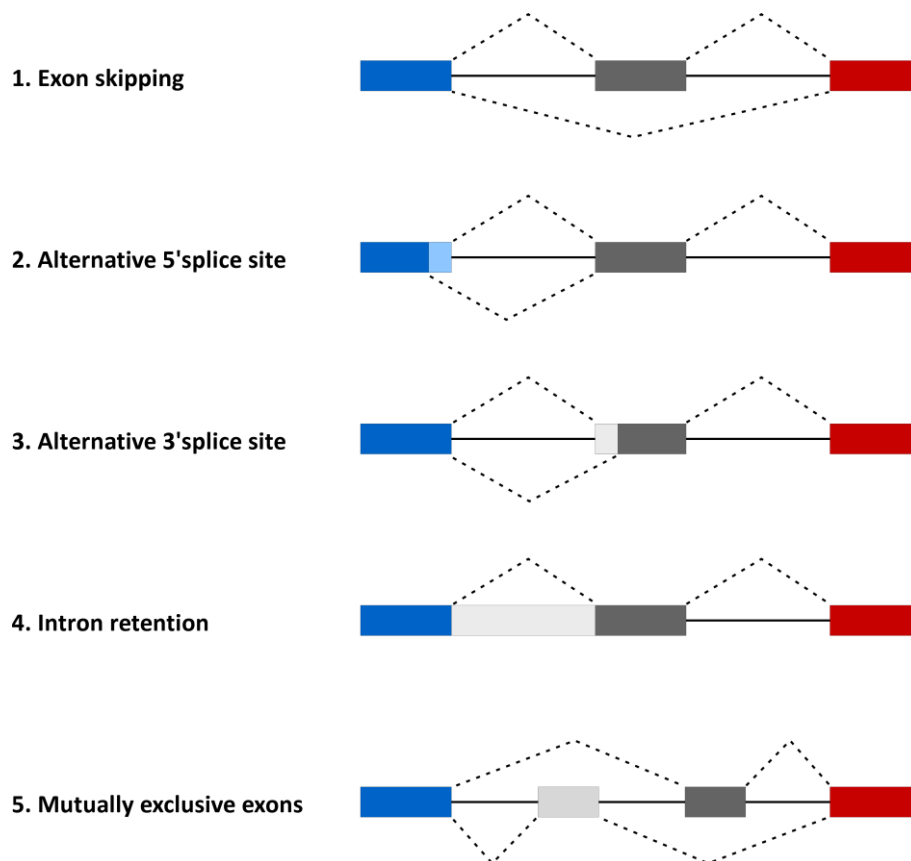 1. Exon skipping
2. Alternative 5'splice site
3. Alternative 3'splice site
4. Intron retention
5. Mutually exclusive exons